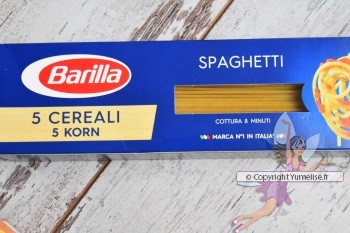 Barilla
SPAGHETTI
5 CEREALI
5 KORN
COTTURA 8 MINUTI
MARCA N°1 IN ITALIA
© Copyright Yumelise.fr